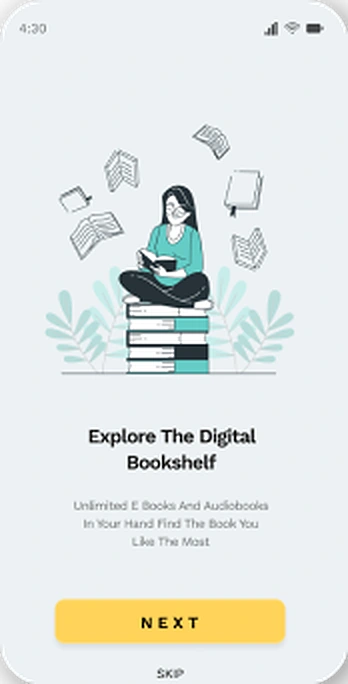 4:30
Explore The Digital
Bookshelf
Unlimited E Books And Audiobooks
In Your Hand Find The Book You
Like The Most
NEXT
SKIP